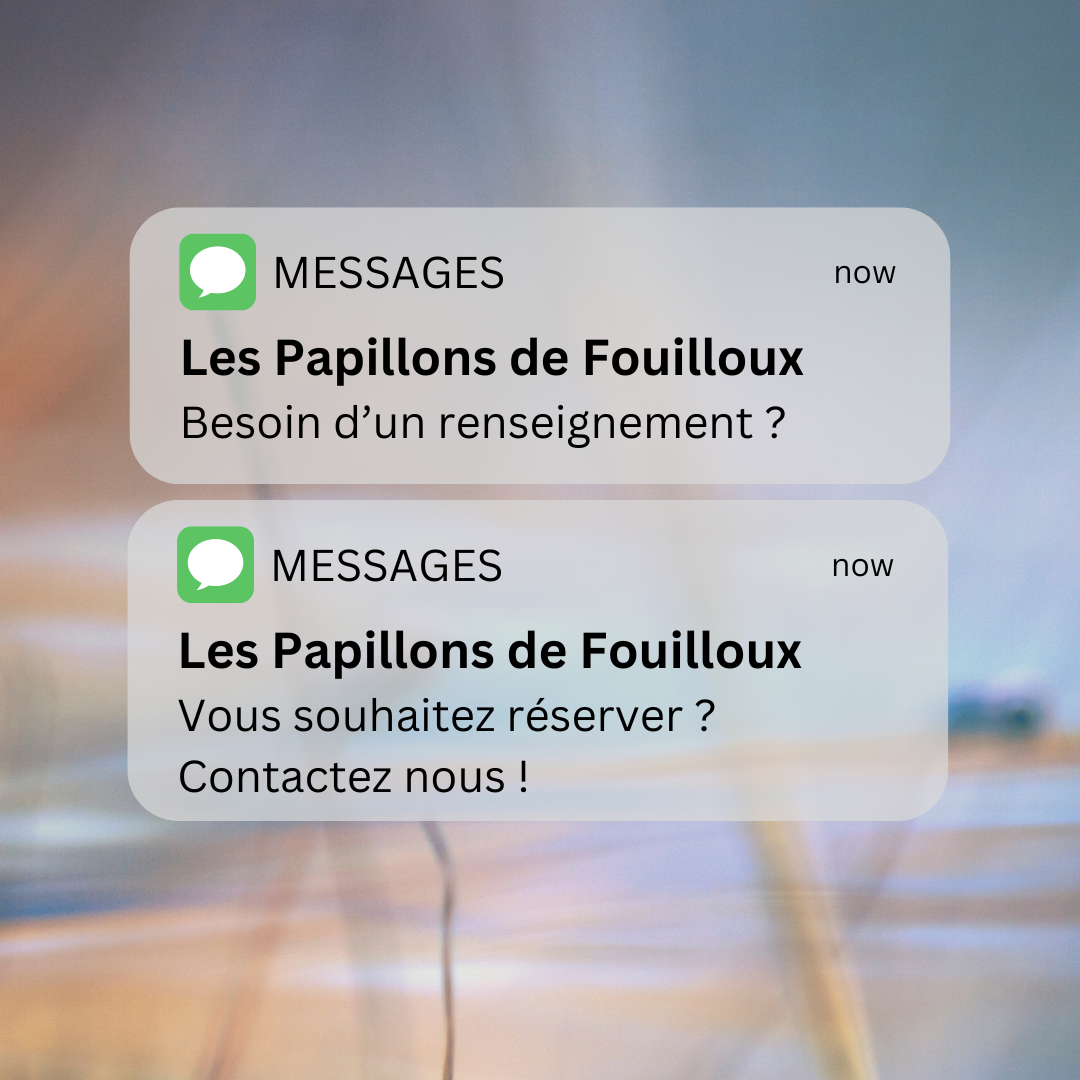 MESSAGES now
Les Papillons de Fouilloux
Besoin d’un renseignement ?
MESSAGES now
Les Papillons de Fouilloux
Vous souhaitez réserver ?
Contactez nous !